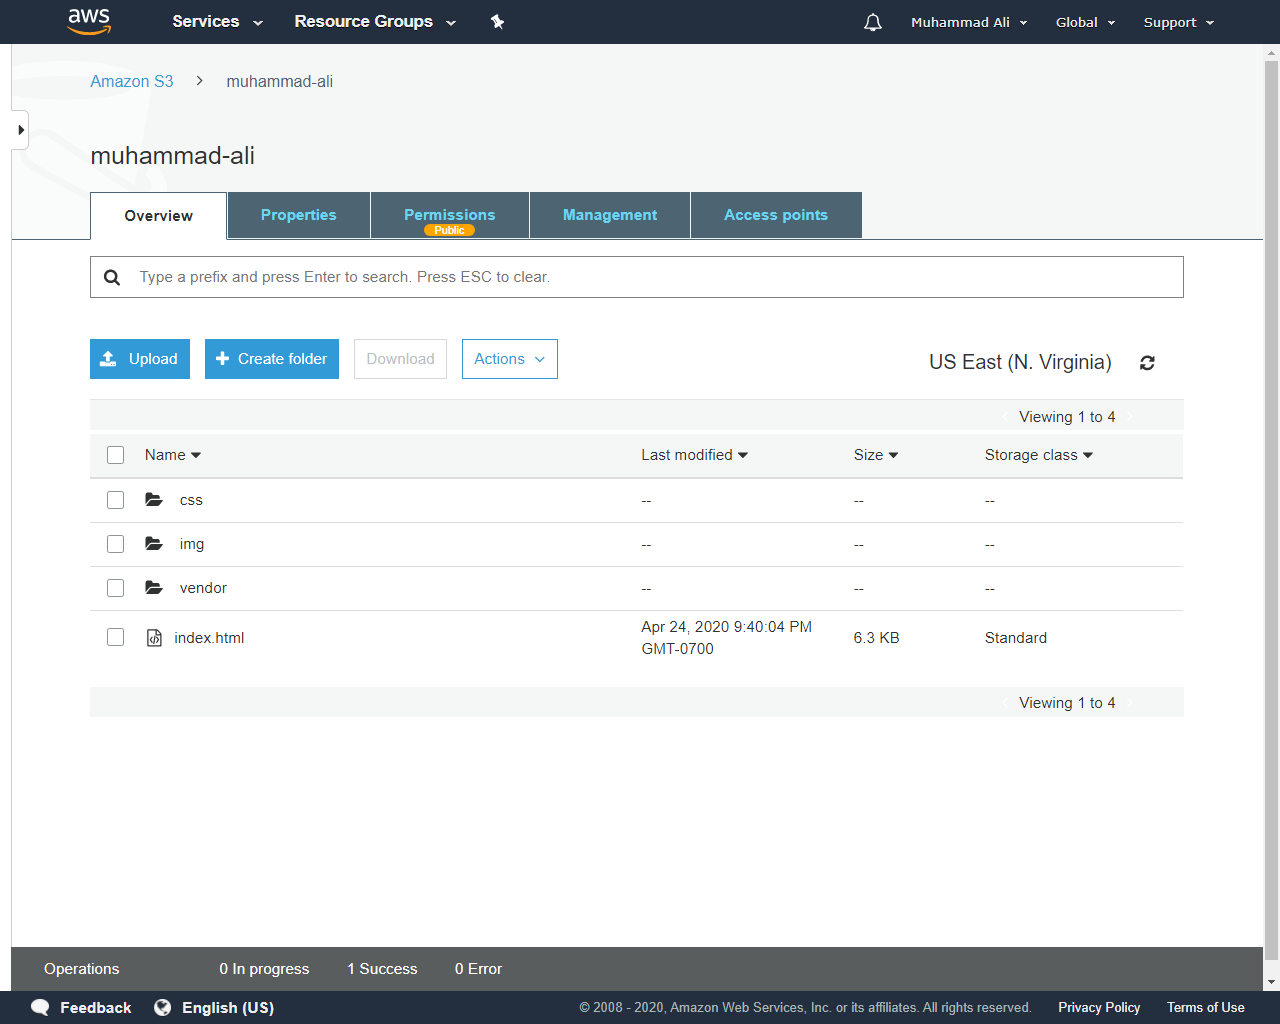 aws Services Resource Groups Muhammad Ali Global Support
Amazon S3 > muhammad-ali
muhammad-ali
Overview Properties Permissions Management Access points
Public
Type a prefix and press Enter to search. Press ESC to clear.
Upload Create folder Download Actions US East (N. Virginia)
Viewing 1 to 4
Name Last modified Size Storage class
css -- -- --
img -- -- --
vendor -- -- --
index.html Apr 24, 2020 9:40:04 PM GMT-0700 6.3 KB Standard
Viewing 1 to 4
Operations 0 In progress 1 Success 0 Error
Feedback English (US) © 2008 - 2020, Amazon Web Services, Inc. or its affiliates. All rights reserved. Privacy Policy Terms of Use